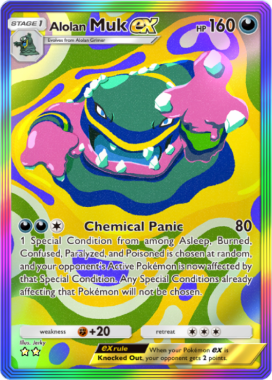 STAGE 1 Alolan Muk ex HP 160
Evolves from Alolan Grimer
Chemical Panic 80
1 Special Condition from among Asleep, Burned,
Confused, Paralyzed, and Poisoned is chosen at random,
and your opponent's Active Pokémon is now affected by
that Special Condition. Any Special Conditions already
affecting that Pokémon will not be chosen.
weakness +20 retreat
Illus. Jerky
ex rule When your Pokémon ex is
Knocked Out, your opponent gets 2 points.